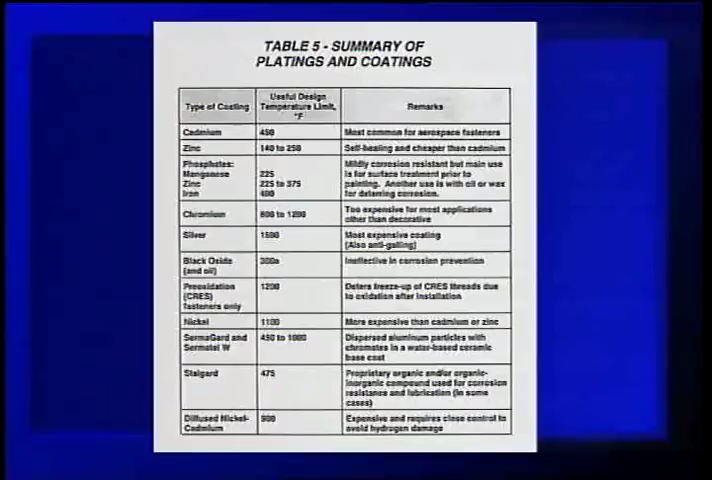 TABLE 5 - SUMMARY OF
PLATINGS AND COATINGS
Type of Coating
Useful Design
Temperature Limit,
°F
Remarks
Cadmium
450
Most common for aerospace fasteners
Zinc
140 to 250
Self-healing and cheaper than cadmium
Phosphates:
Manganese
Zinc
Iron
225
225 to 375
400
Mildly corrosion resistant but main use
is for surface treatment prior to
painting. Another use is with oil or wax
for deterring corrosion.
Chromium
800 to 1200
Too expensive for most applications
other than decorative
Silver
1600
Most expensive coating
(Also anti-galling)
Black Oxide
(and oil)
300a
Ineffective in corrosion prevention
Preoxidation
(CRES)
fasteners only
1200
Deters freeze-up of CRES threads due
to oxidation after installation
Nickel
1100
More expensive than cadmium or zinc
SermaGard and
Sermatel W
450 to 1000
Dispersed aluminum particles with
chromates in a water-based ceramic
base coat
Stalgard
475
Proprietary organic and/or organic-
inorganic compound used for corrosion
resistance and lubrication (in some
cases)
Diffused Nickel-
Cadmium
900
Expensive and requires close control to
avoid hydrogen damage